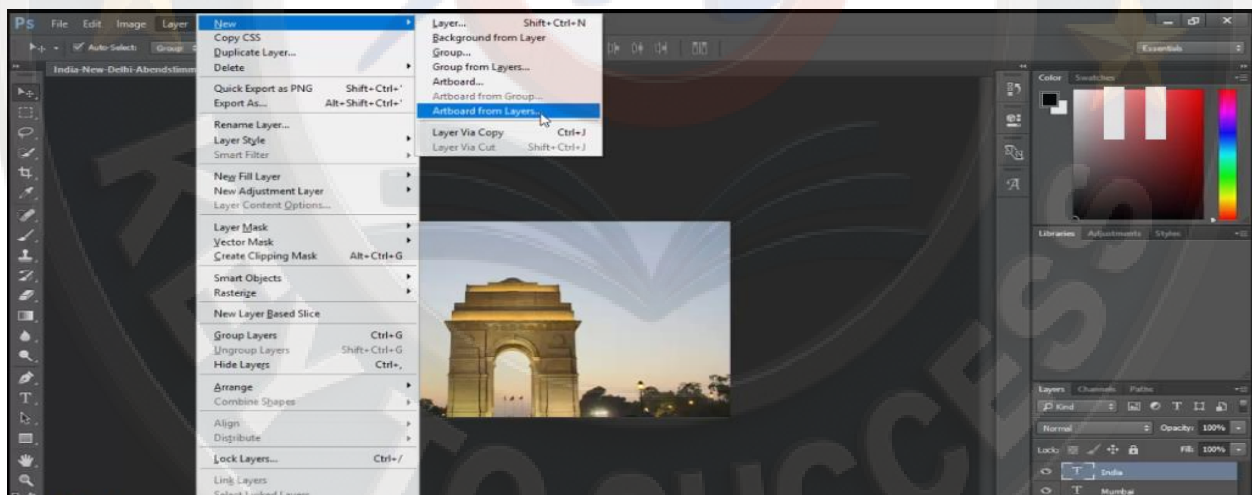 Ps File Edit Image Layer
Auto-Select: Group
Essentials
India-New-Delhi-Abendstimm
New
Copy CSS
Duplicate Layer...
Delete
Quick Export as PNG Shift+Ctrl+'
Export As... Alt+Shift+Ctrl+'
Rename Layer...
Layer Style
Smart Filter
New Fill Layer
New Adjustment Layer
Layer Content Options...
Layer Mask
Vector Mask
Create Clipping Mask Alt+Ctrl+G
Smart Objects
Rasterize
New Layer Based Slice
Group Layers Ctrl+G
Ungroup Layers Shift+Ctrl+G
Hide Layers Ctrl+,
Arrange
Combine Shapes
Align
Distribute
Lock Layers... Ctrl+/
Link Layers
Select Linked Layers
Layer... Shift+Ctrl+N
Background from Layer
Group...
Group from Layers...
Artboard...
Artboard from Group...
Artboard from Layers...
Layer Via Copy Ctrl+J
Layer Via Cut Shift+Ctrl+J
Color Swatches
Libraries Adjustments Styles
Layers Channels Paths
Kind
Normal Opacity: 100%
Lock: Fill: 100%
T India
T Mumbai
SUCCESS